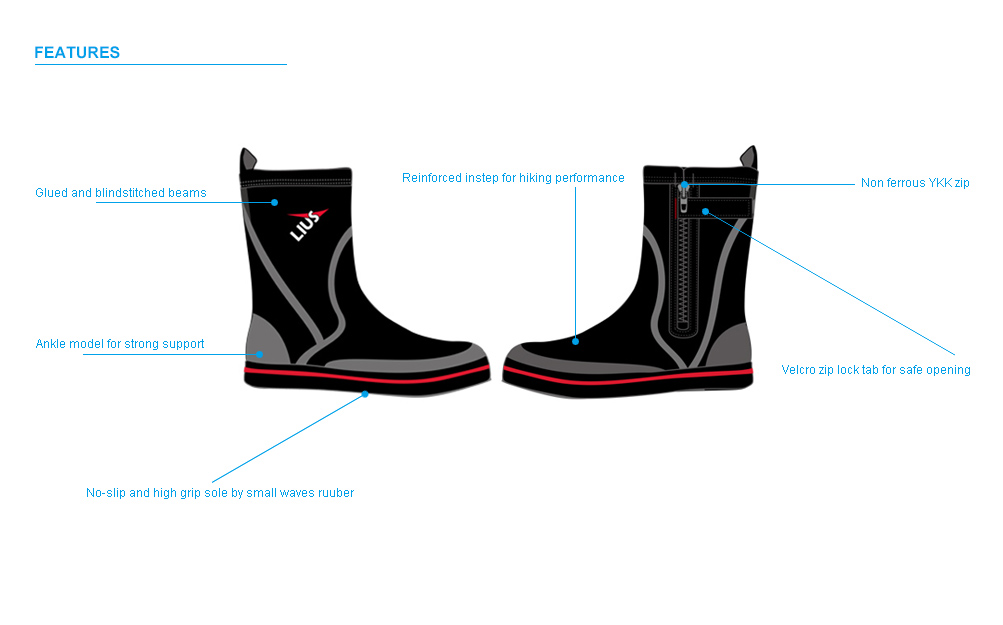 FEATURES
Reinforced instep for hiking performance
Non ferrous YKK zip
Glued and blindstitched beams
LIUS
Ankle model for strong support
Velcro zip lock tab for safe opening
No-slip and high grip sole by small waves ruuber